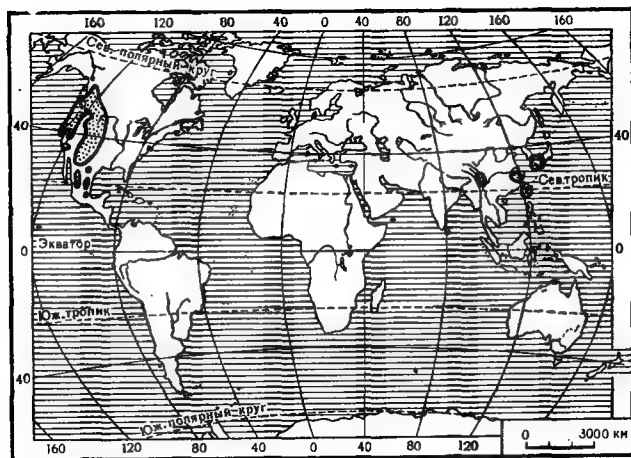 160 120 80 40 0 40 80 120 160
Сев. полярный круг
160
40 40
Сев.тропик
Экватор
0 0
Юж.тропик
40 40
Юж.полярный круг
160 120 80 40 0 40 80 120
0 3000 км